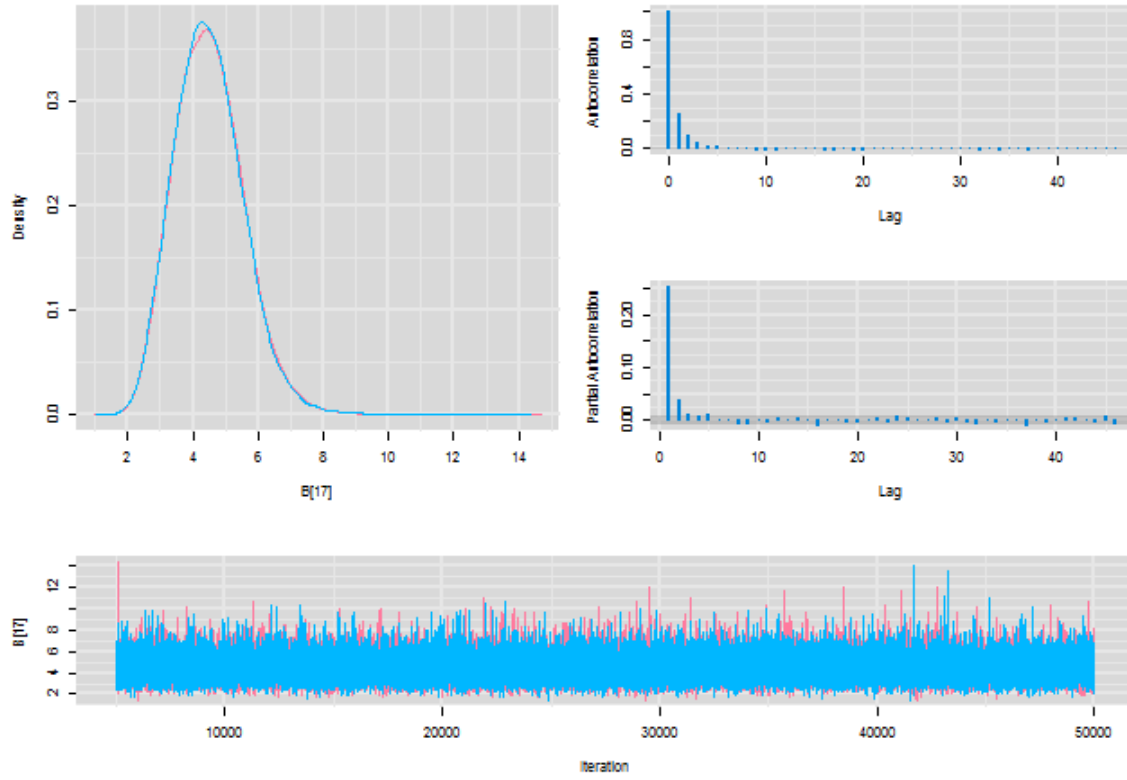 Density
0.0
0.1
0.2
0.3
2 4 6 8 10 12 14
B[17]
Autocorrelation
0.0
0.4
0.8
0 10 20 30 40
Lag
Partial Autocorrelation
0.00
0.10
0.20
0 10 20 30 40
Lag
B[17]
2
4
6
8
12
10000 20000 30000 40000 50000
Iteration